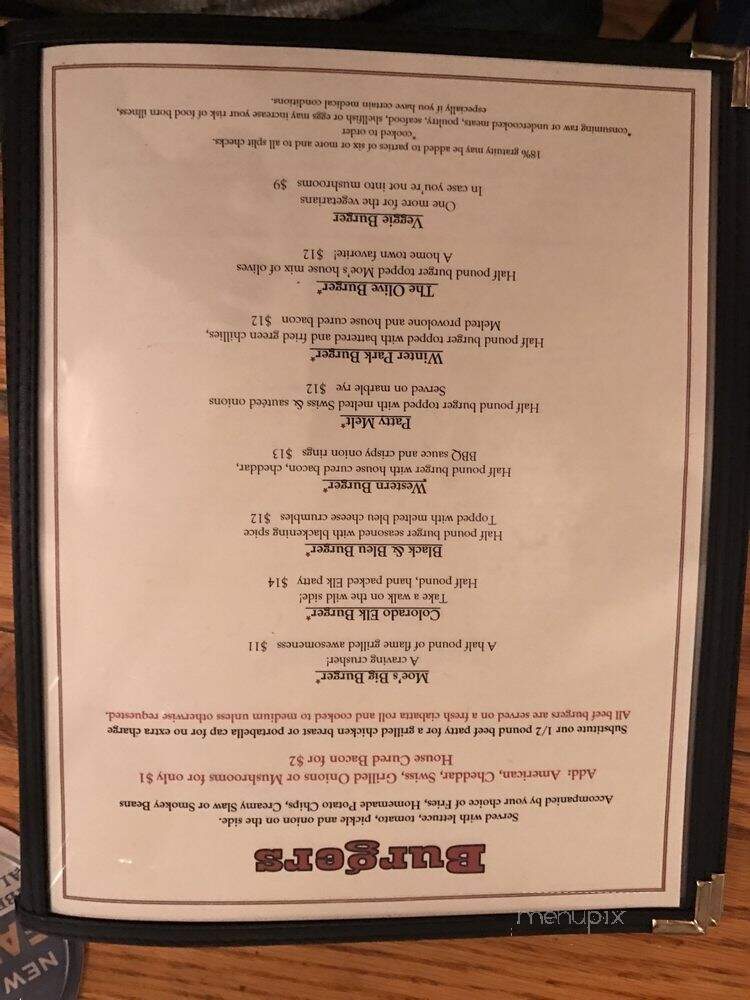 Burgers
Served with lettuce, tomato, pickle and onion on the side.
Accompanied by your choice of Fries, Homemade Potato Chips, Creamy Slaw or Smokey Beans
Add: American, Cheddar, Swiss, Grilled Onions or Mushrooms for only $1
House Cured Bacon for $2
Substitute our 1/2 pound beef patty for a grilled chicken breast or portabella cap for no extra charge
All beef burgers are served on a fresh ciabatta roll and cooked to medium unless otherwise requested.
Moe's Big Burger*
A craving crusher!
A half a pound of flame grilled awesomeness $11
Colorado Elk Burger*
Take a walk on the wild side!
Half pound, hand packed Elk patty $14
Black & Bleu Burger*
Half pound burger seasoned with blackening spice
Topped with melted bleu cheese crumbles $12
Western Burger*
Half pound burger with house cured bacon, cheddar,
BBQ sauce and crispy onion rings $13
Patty Melt*
Half pound burger topped with melted Swiss & sautéed onions
Served on marble rye $12
Winter Park Burger*
Half pound burger topped with battered and fried green chillies,
Melted provolone and house cured bacon $12
The Olive Burger*
Half pound burger topped Moe's house mix of olives
A home town favorite! $12
Veggie Burger
One more for the vegetarians
In case you're not into mushrooms $9
18% gratuity may be added to parties of six or more and to all split checks.
*cooked to order
*consuming raw or undercooked meats, poultry, seafood, shellfish or eggs may increase your risk of food born illness,
especially if you have certain medical conditions.
menupix
NEW